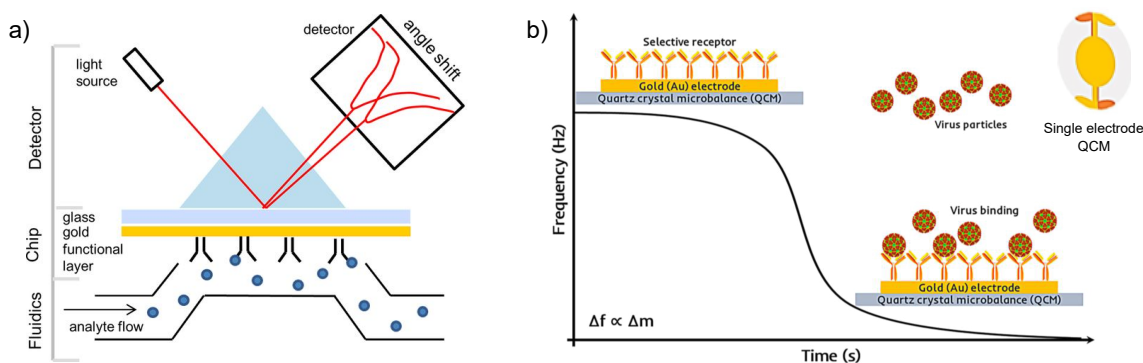 a)
Detector
Chip
Fluidics
light
source
detector
angle shift
glass
gold
functional
layer
analyte flow
b)
Frequency (Hz)
Selective receptor
Gold (Au) electrode
Quartz crystal microbalance (QCM)
Virus particles
Single electrode
QCM
Virus binding
Gold (Au) electrode
Quartz crystal microbalance (QCM)
Δf ∝ Δm
Time (s)